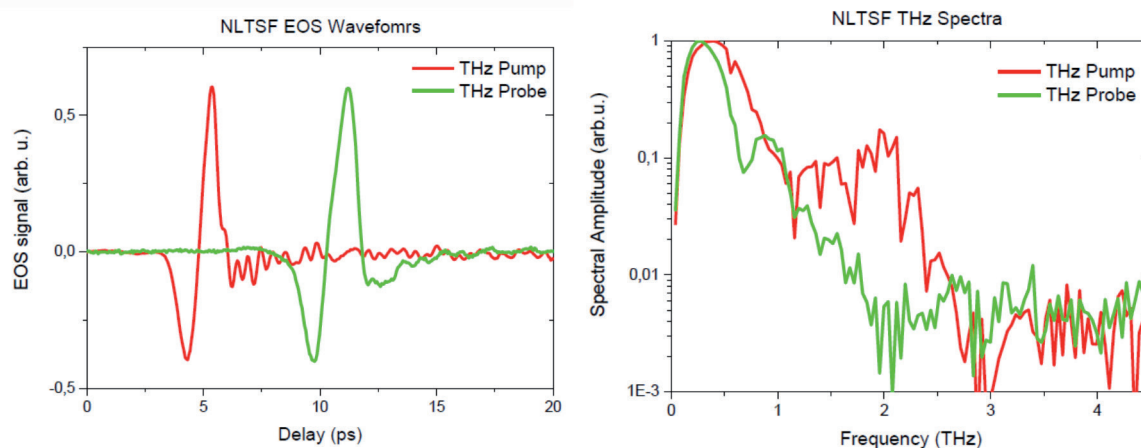 NLTSF EOS Wavefomrs
THz Pump
THz Probe
EOS signal (arb. u.)
0,5
0,0
-0,5
0
5
10
15
20
Delay (ps)
NLTSF THz Spectra
THz Pump
THz Probe
Spectral Amplitude (arb.u.)
1
0,1
0,01
1E-3
0
1
2
3
4
Frequency (THz)